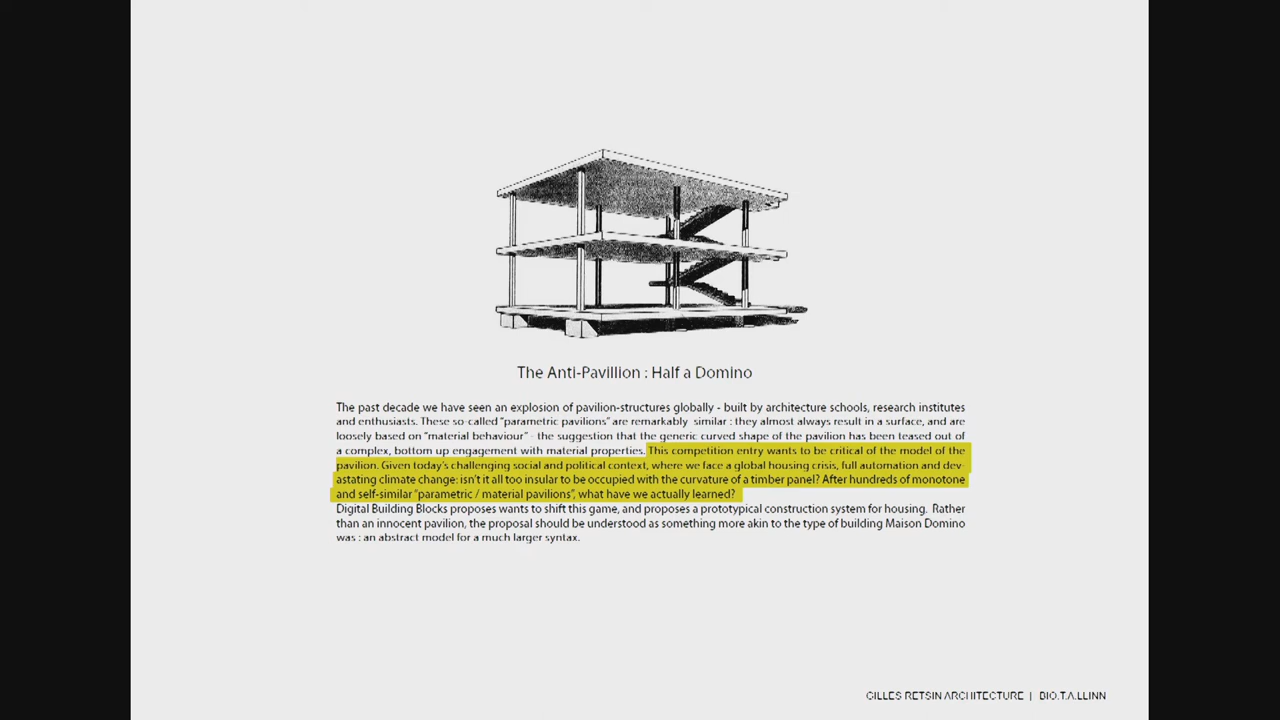 The Anti-Pavillion : Half a Domino
The past decade we have seen an explosion of pavilion-structures globally - built by architecture schools, research institutes
and enthusiasts. These so-called "parametric pavilions" are remarkably similar : they almost always result in a surface, and are
loosely based on "material behaviour" - the suggestion that the generic curved shape of the pavilion has been teased out of
a complex, bottom up engagement with material properties. This competition entry wants to be critical of the model of the
pavilion. Given today's challenging social and political context, where we face a global housing crisis, full automation and dev-
astating climate change: isn't it all too insular to be occupied with the curvature of a timber panel? After hundreds of monotone
and self-similar "parametric / material pavilions", what have we actually learned?
Digital Building Blocks proposes wants to shift this game, and proposes a prototypical construction system for housing. Rather
than an innocent pavilion, the proposal should be understood as something more akin to the type of building Maison Domino
was : an abstract model for a much larger syntax.
GILLES RETSIN ARCHITECTURE | BIO.T.A.LLINN